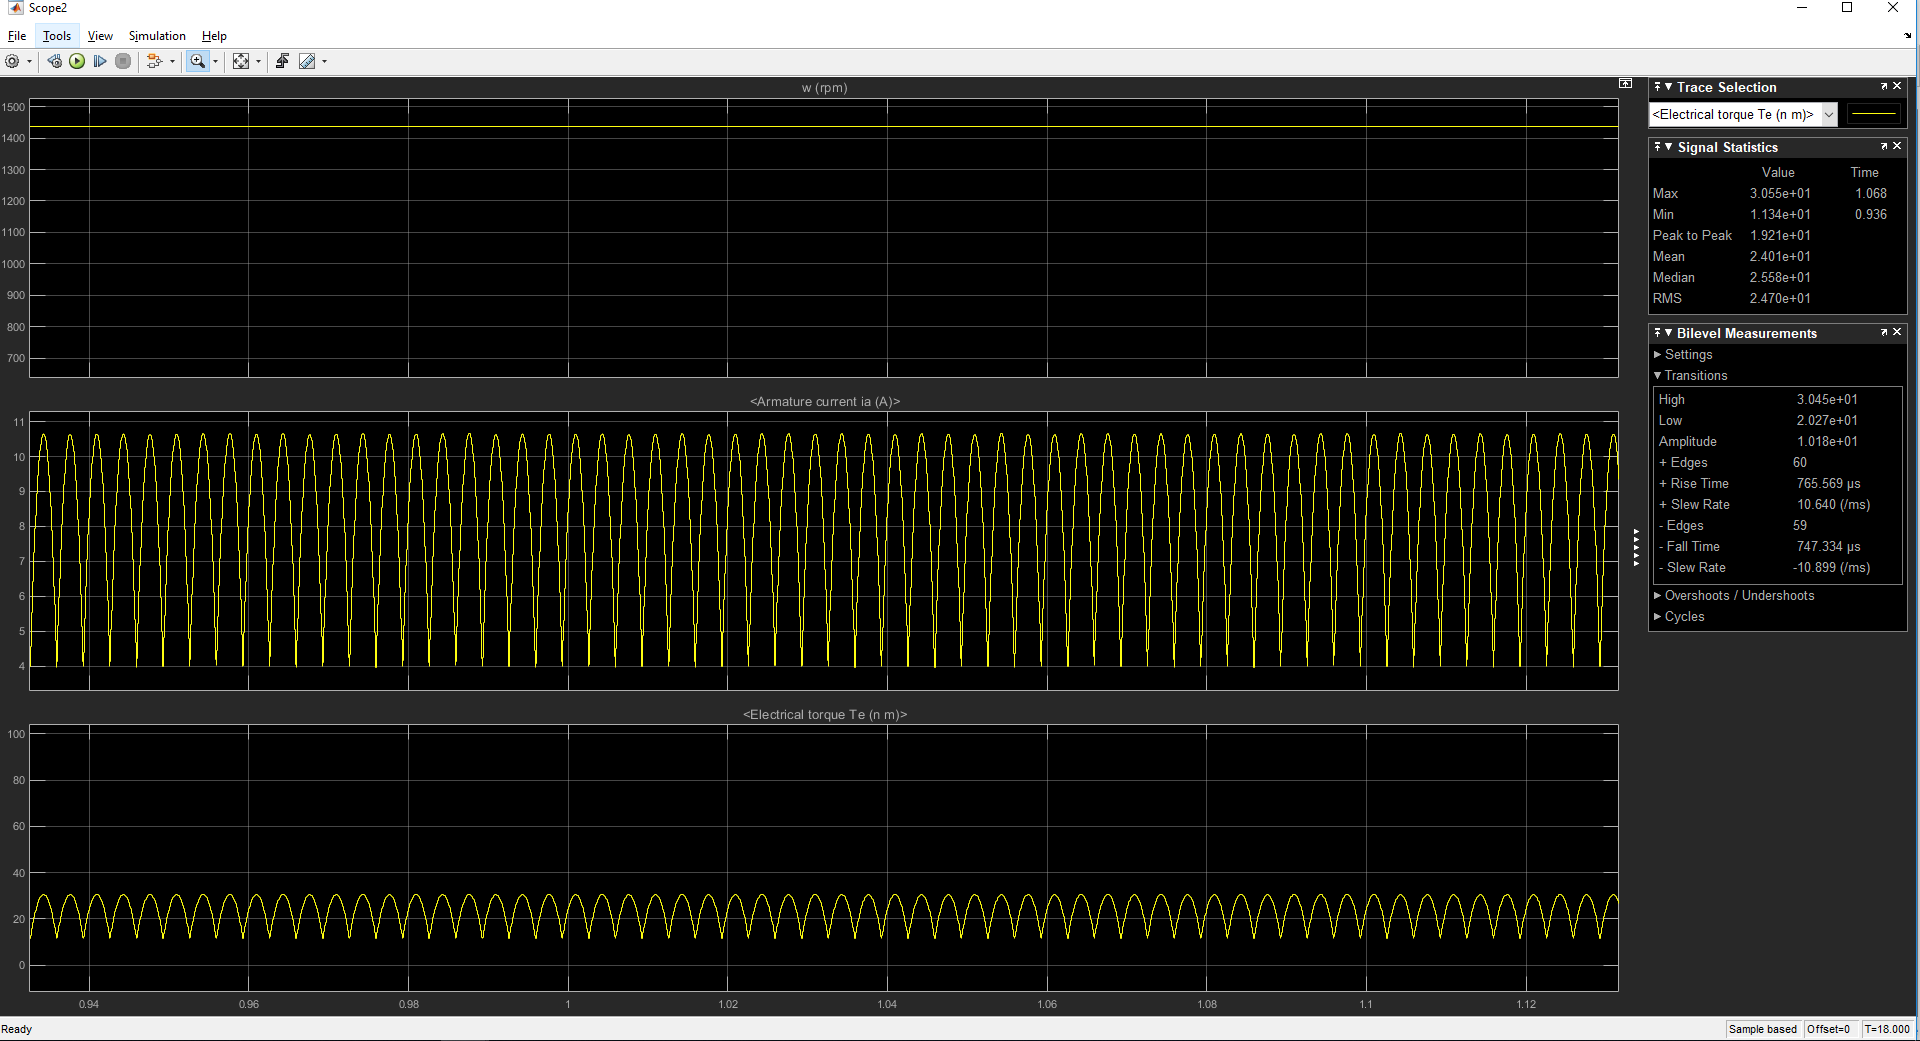 Scope2
File Tools View Simulation Help
w (rpm)
1500
1400
1300
1200
1100
1000
900
800
700
<Armature current ia (A)>
11
10
9
8
7
6
5
4
<Electrical torque Te (n m)>
100
80
60
40
20
0
0.94 0.96 0.98 1 1.02 1.04 1.06 1.08 1.1 1.12
Trace Selection
<Electrical torque Te (n m)>
Signal Statistics
Value Time
Max 3.055e+01 1.068
Min 1.134e+01 0.936
Peak to Peak 1.921e+01
Mean 2.401e+01
Median 2.558e+01
RMS 2.470e+01
Bilevel Measurements
Settings
Transitions
High 3.045e+01
Low 2.027e+01
Amplitude 1.018e+01
+ Edges 60
+ Rise Time 765.569 µs
+ Slew Rate 10.640 (/ms)
- Edges 59
- Fall Time 747.334 µs
- Slew Rate -10.899 (/ms)
Overshoots / Undershoots
Cycles
Ready
Sample based Offset=0 T=18.000